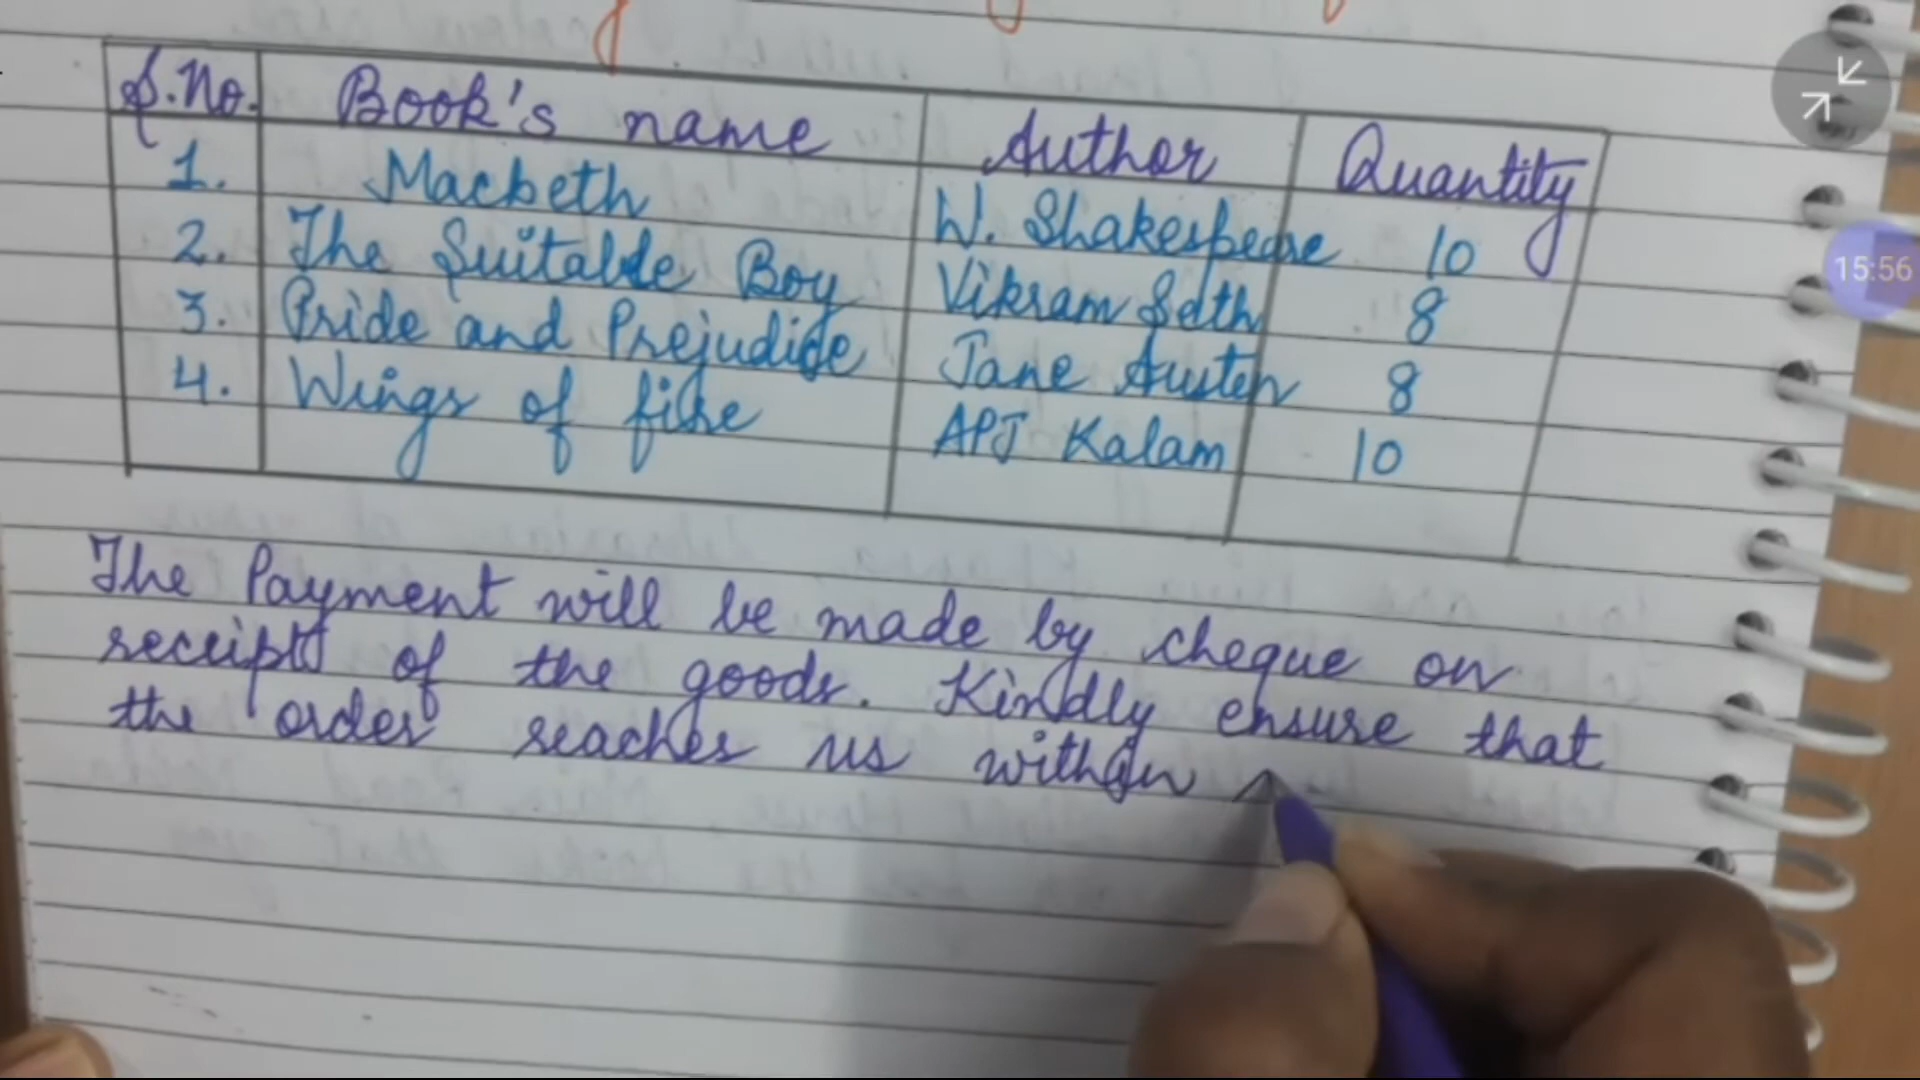 S.No. Book's name Author Quantity
1. Macbeth W. Shakespeare 10
2. The Suitable Boy Vikram Seth 8
3. Pride and Prejudice Jane Austen 8
4. Wings of fire APJ Kalam 10
The Payment will be made by cheque on
receipt of the goods. Kindly ensure that
the order reaches us within
15:56